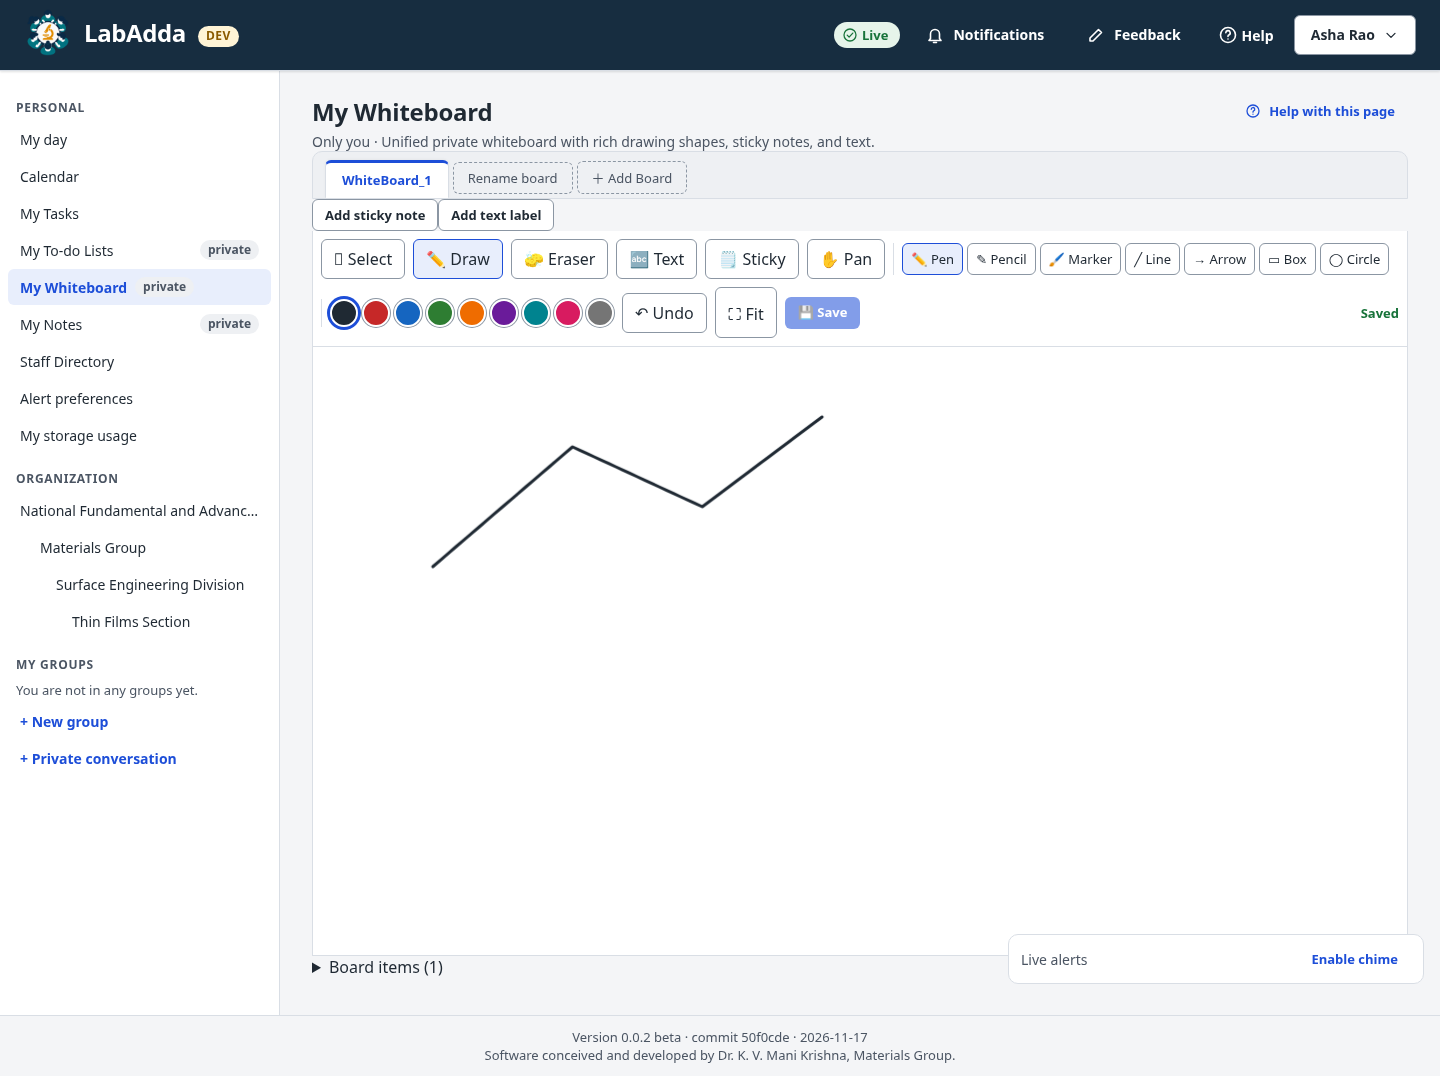 LabAdda DEV
Live
Notifications
Feedback
Help
Asha Rao
PERSONAL
My day
Calendar
My Tasks
My To-do Lists private
My Whiteboard private
My Notes private
Staff Directory
Alert preferences
My storage usage
ORGANIZATION
National Fundamental and Advanc...
Materials Group
Surface Engineering Division
Thin Films Section
MY GROUPS
You are not in any groups yet.
+ New group
+ Private conversation
My Whiteboard
Help with this page
Only you · Unified private whiteboard with rich drawing shapes, sticky notes, and text.
WhiteBoard_1 Rename board + Add Board
Add sticky note Add text label
Select Draw Eraser Text Sticky Pan Pen Pencil Marker Line Arrow Box Circle
Undo Fit Save Saved
Board items (1)
Live alerts Enable chime
Version 0.0.2 beta · commit 50f0cde · 2026-11-17
Software conceived and developed by Dr. K. V. Mani Krishna, Materials Group.